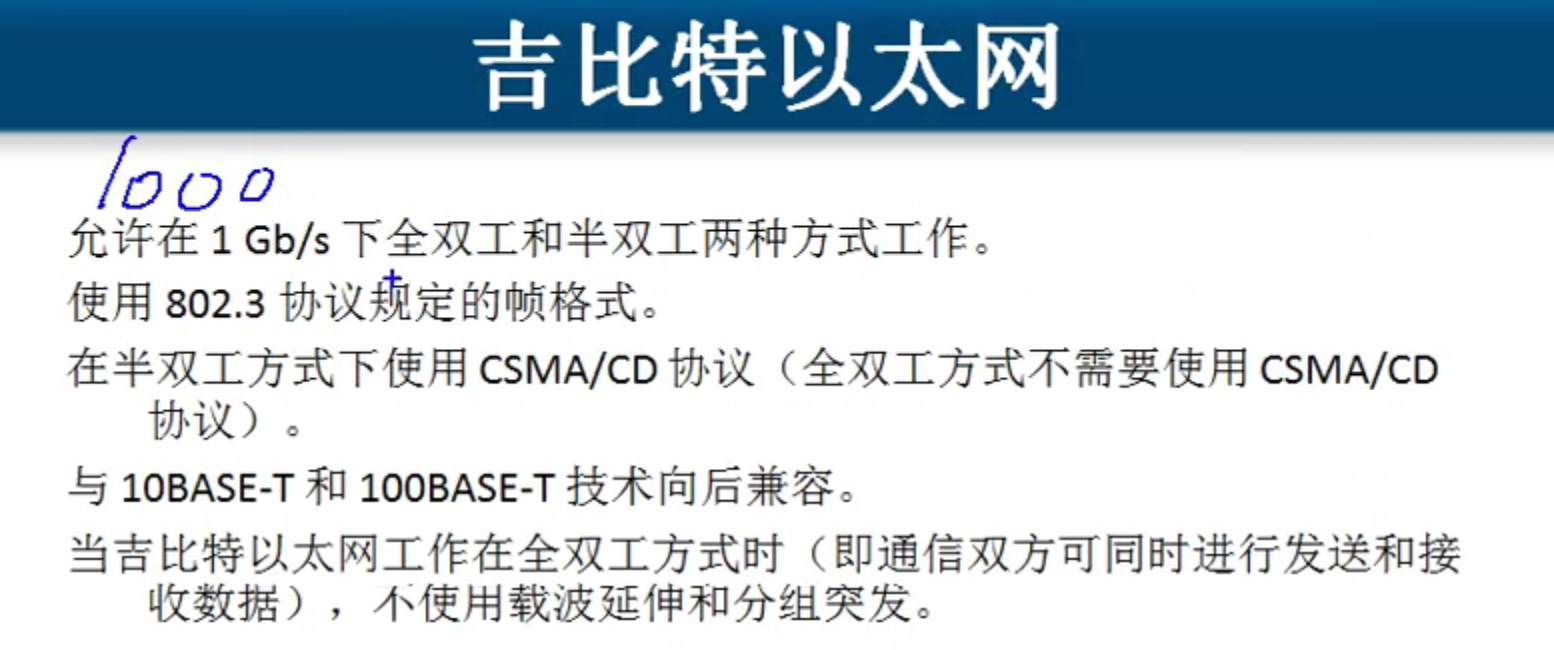 吉比特以太网
1000
允许在 1 Gb/s 下全双工和半双工两种方式工作。
使用 802.3 协议规定的帧格式。
在半双工方式下使用 CSMA/CD 协议（全双工方式不需要使用 CSMA/CD
协议）。
与 10BASE-T 和 100BASE-T 技术向后兼容。
当吉比特以太网工作在全双工方式时（即通信双方可同时进行发送和接
收数据），不使用载波延伸和分组突发。